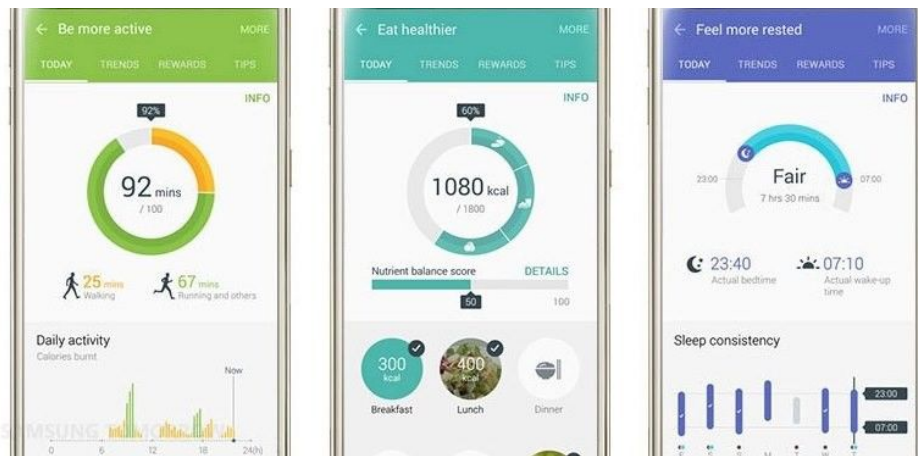 Be more active
MORE
TODAY
TRENDS
REWARDS
TIPS
INFO
92%
92 mins
/ 100
25 mins
Walking
67 mins
Running and others
Daily activity
Calories burnt
Now
0
6
12
18
24(h)
Eat healthier
MORE
TODAY
TRENDS
REWARDS
TIPS
INFO
60%
1080 kcal
/ 1800
Nutrient balance score
DETAILS
50
100
300
kcal
Breakfast
400
kcal
Lunch
Dinner
Feel more rested
MORE
TODAY
TRENDS
REWARDS
TIPS
INFO
23:00
07:00
Fair
7 hrs 30 mins
23:40
Actual bedtime
07:10
Actual wake-up
time
Sleep consistency
23:00
07:00
M
T
W
T
SAMSUNG